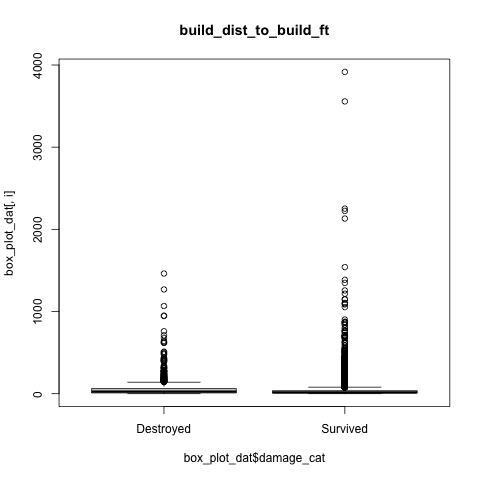 build_dist_to_build_ft
box_plot_dat[, i]
4000
3000
2000
1000
0
Destroyed
Survived
box_plot_dat$damage_cat